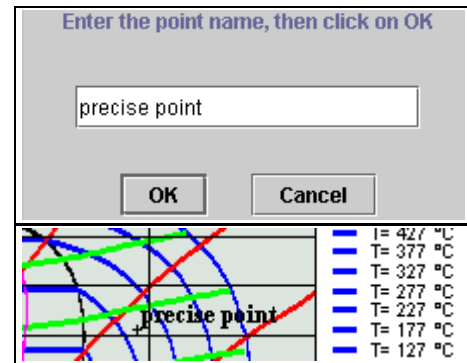 Enter the point name, then click on OK
precise point
OK
Cancel
T= 427 °C
T= 377 °C
T= 327 °C
T= 277 °C
T= 227 °C
T= 177 °C
T= 127 °C
precise point